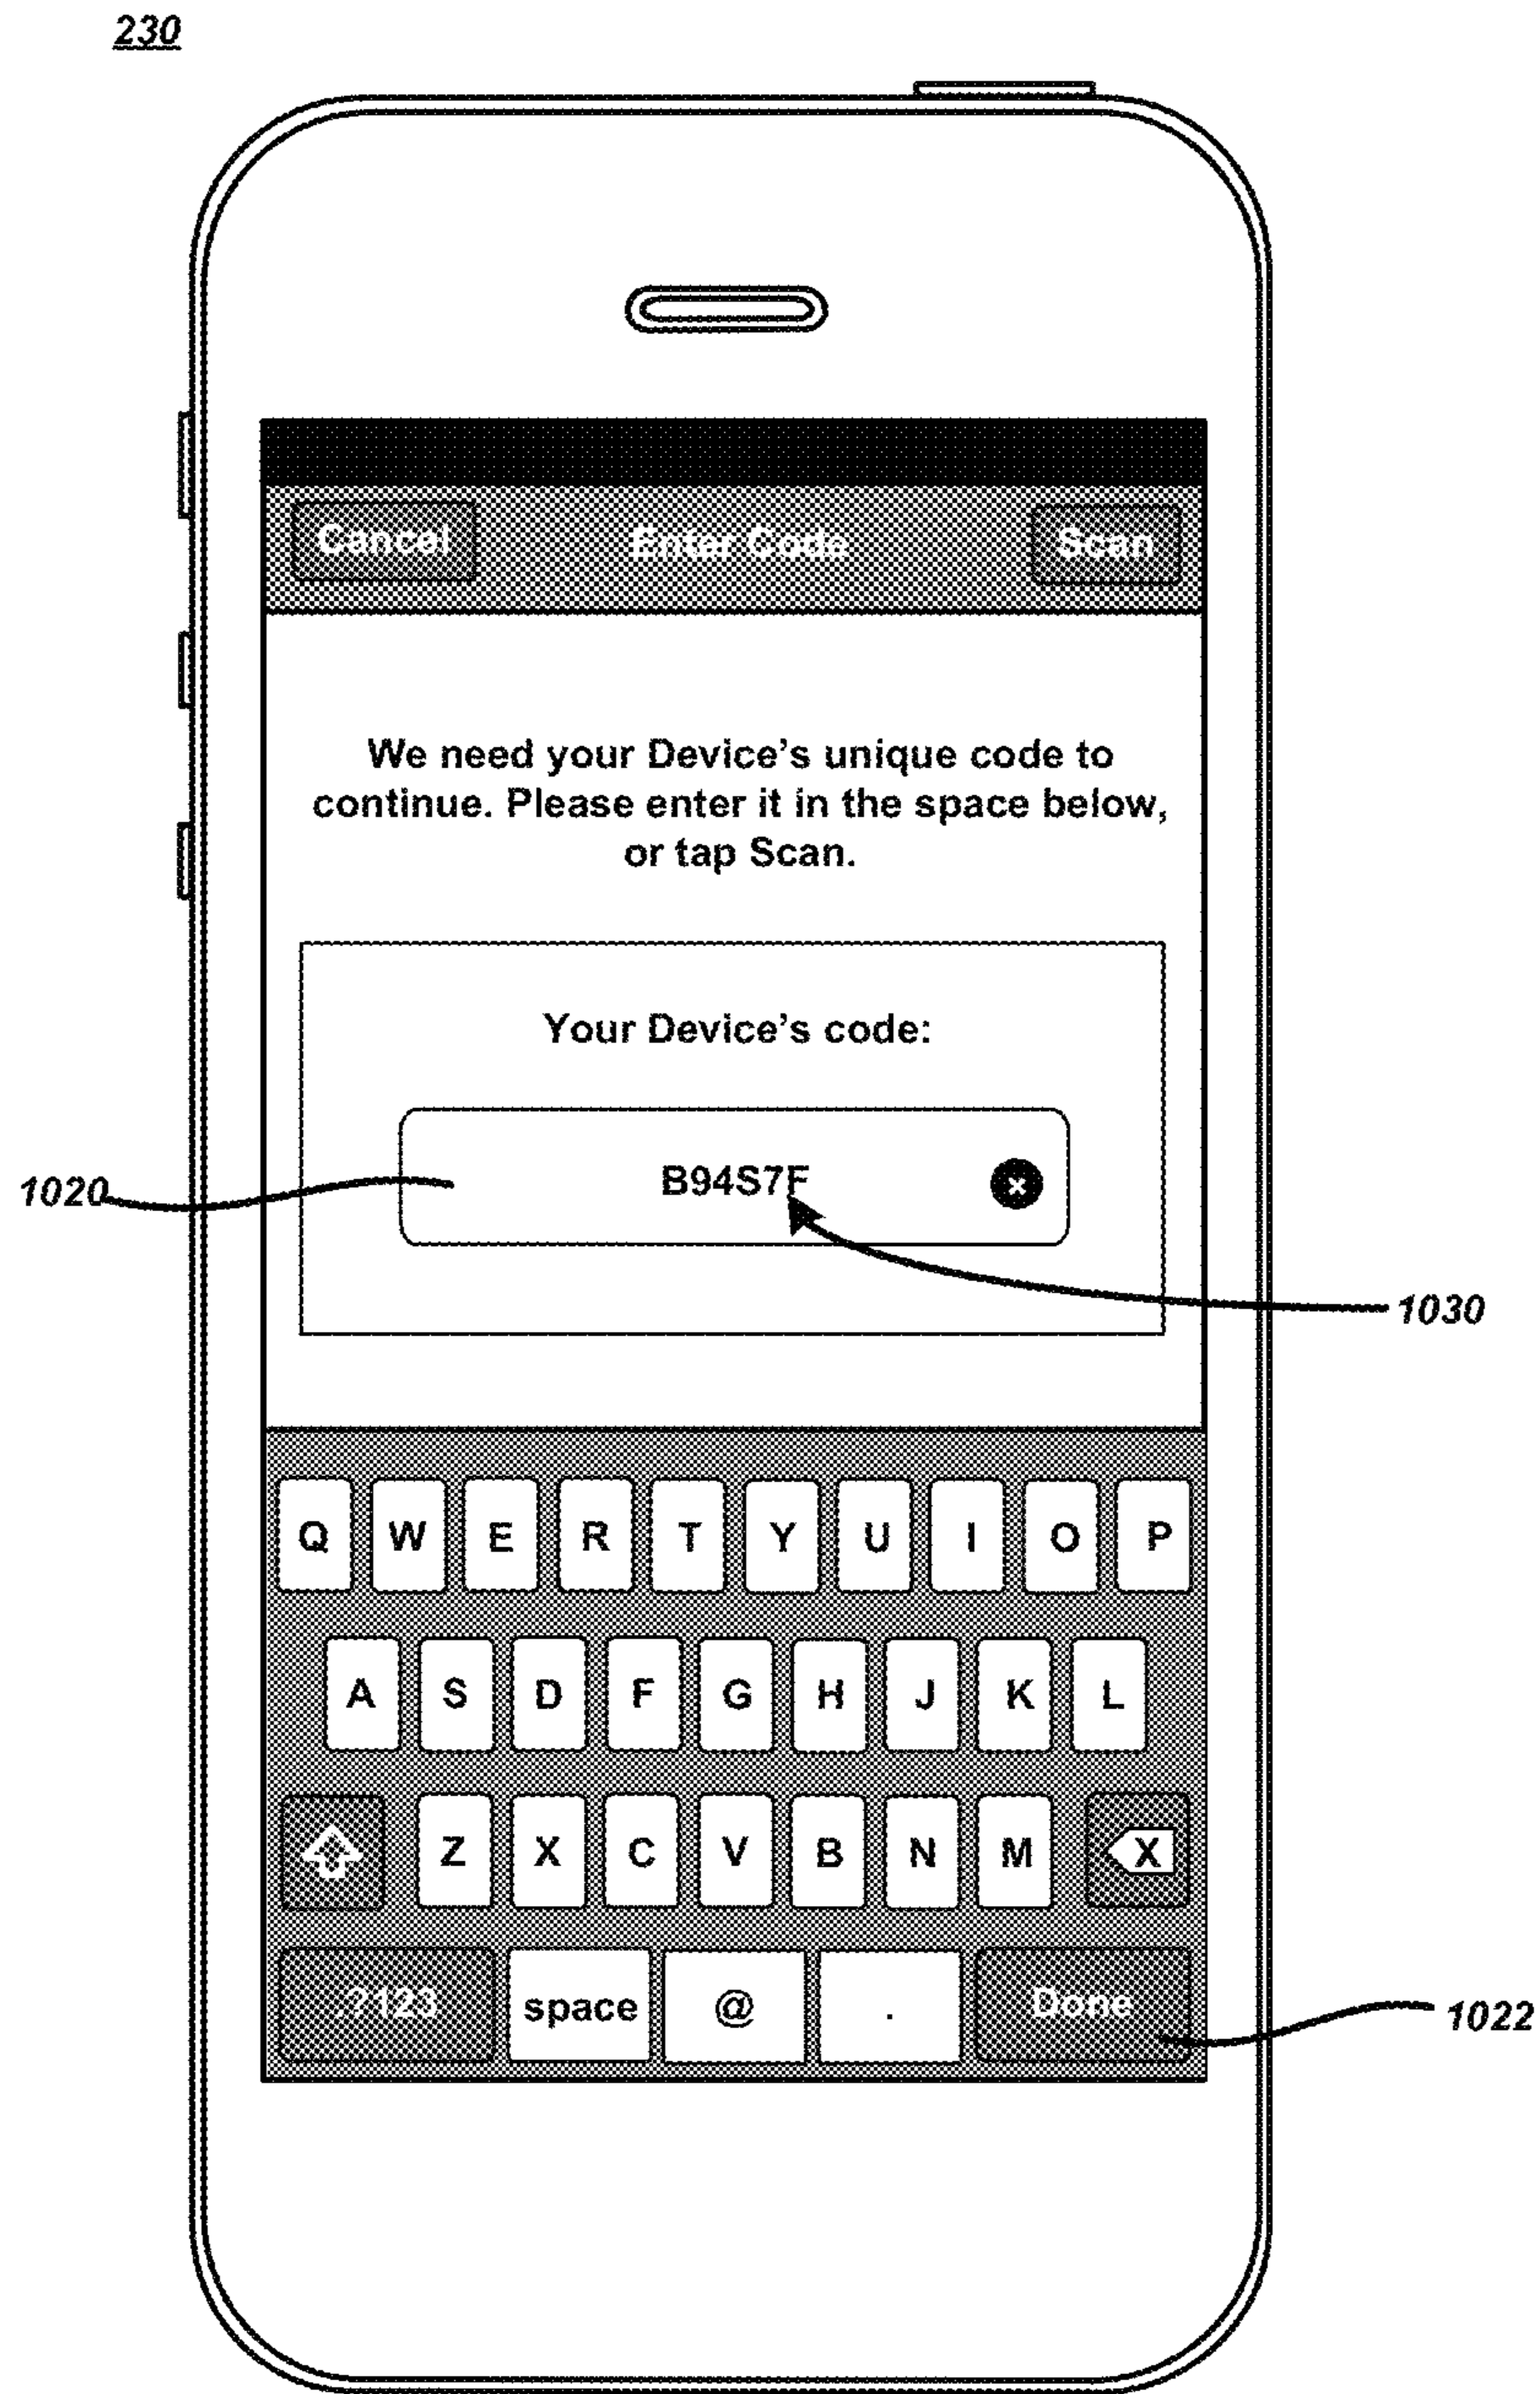 230
Cancel Enter Code Scan
We need your Device's unique code to
continue. Please enter it in the space below,
or tap Scan.
Your Device's code:
1020 B94S7F x
1030
Q W E R T Y U I O P
A S D F G H J K L
Z X C V B N M X
.?123 space @ . Done
1022